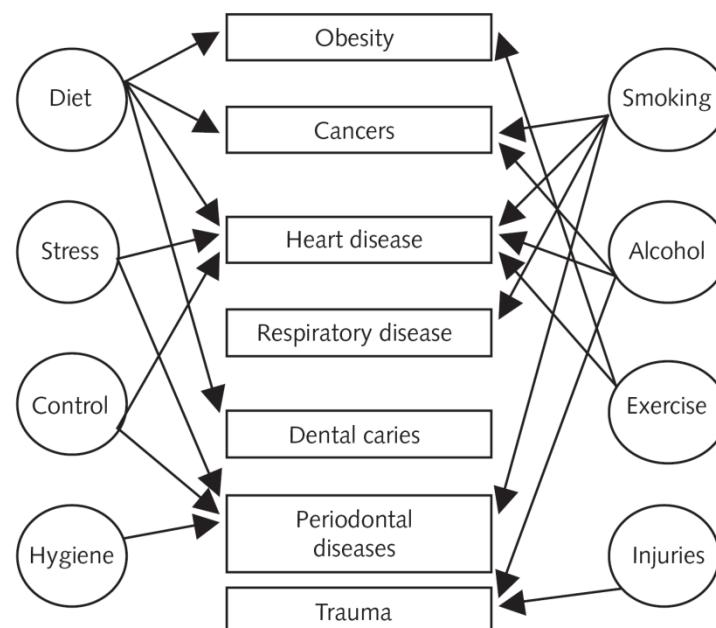 Obesity
Diet
Smoking
Cancers
Stress
Heart disease
Alcohol
Respiratory disease
Control
Exercise
Dental caries
Periodontal
diseases
Hygiene
Injuries
Trauma